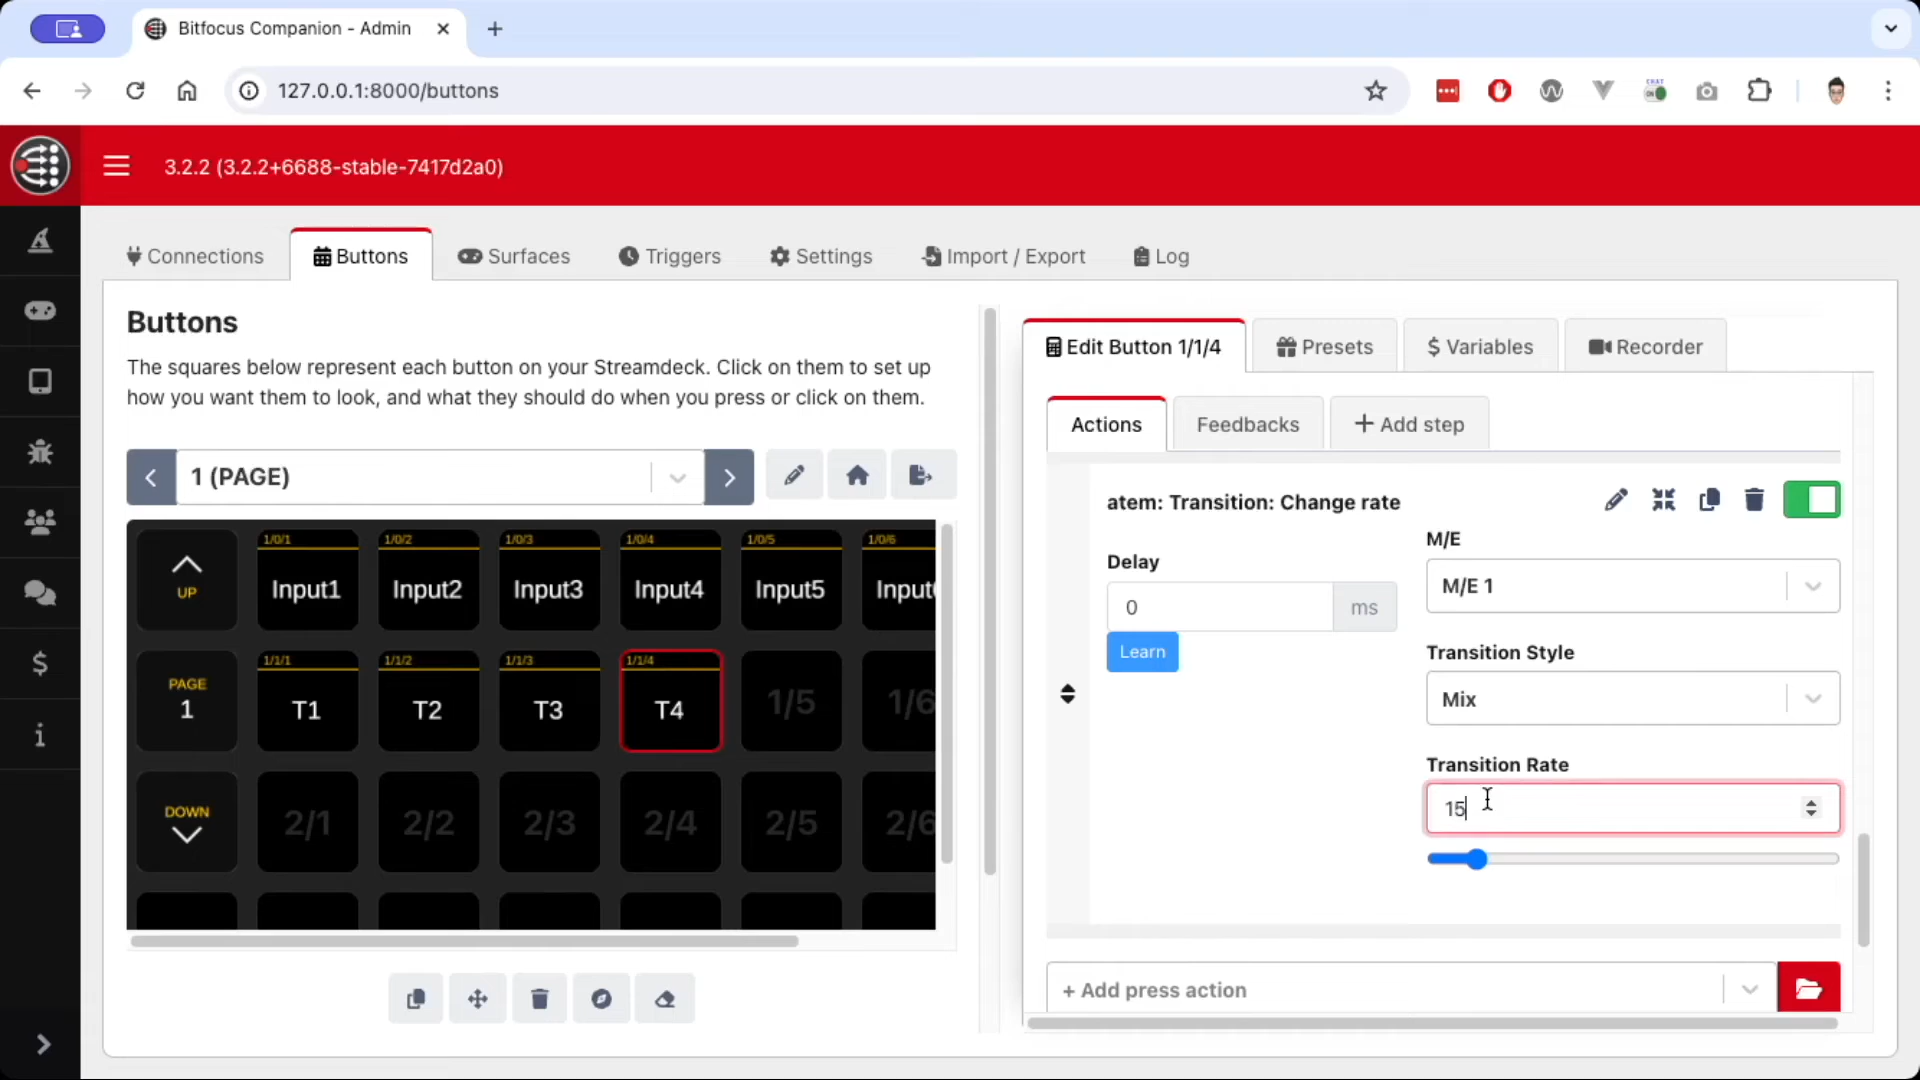 Bitfocus Companion - Admin
127.0.0.1:8000/buttons
3.2.2 (3.2.2+6688-stable-7417d2a0)
Connections
Buttons
Surfaces
Triggers
Settings
Import / Export
Log
Buttons
The squares below represent each button on your Streamdeck. Click on them to set up
how you want them to look, and what they should do when you press or click on them.
1 (PAGE)
UP
1/0/1
Input1
1/0/2
Input2
1/0/3
Input3
1/0/4
Input4
1/0/5
Input5
1/0/6
PAGE
1
1/1/1
T1
1/1/2
T2
1/1/3
T3
1/1/4
T4
1/5
1/6
DOWN
2/1
2/2
2/3
2/4
2/5
2/6
Edit Button 1/1/4
Presets
$ Variables
Recorder
Actions
Feedbacks
+ Add step
atem: Transition: Change rate
Delay
0
ms
Learn
M/E
M/E 1
Transition Style
Mix
Transition Rate
15
+ Add press action